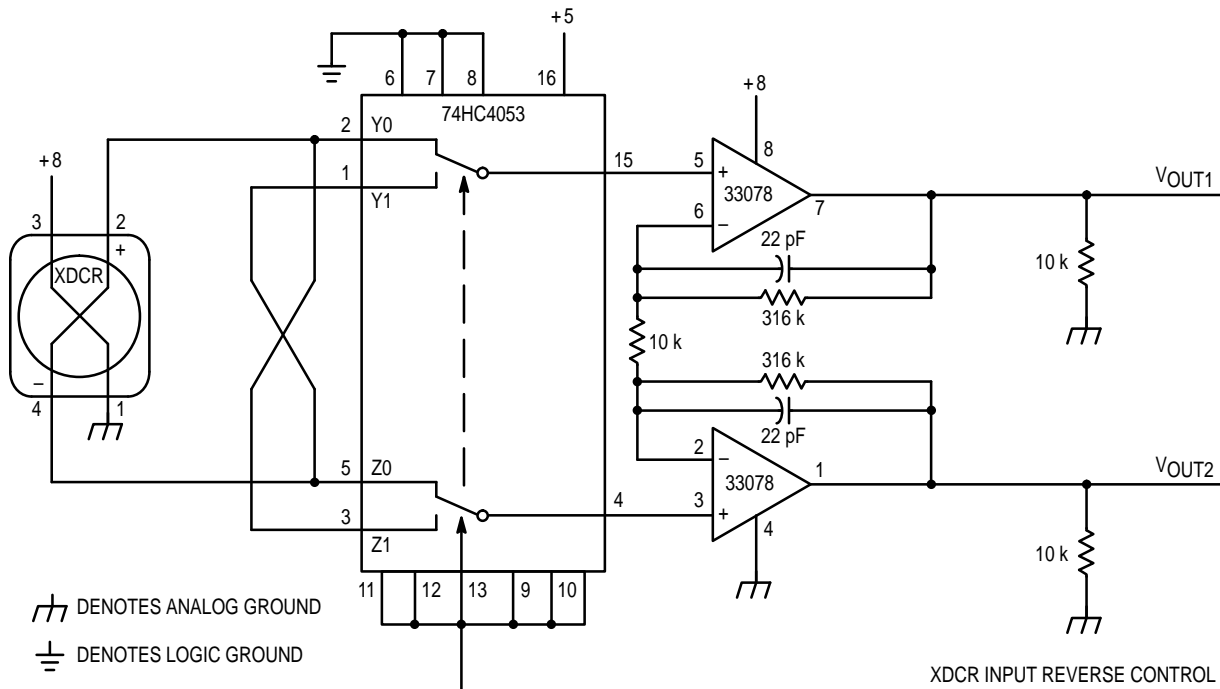 +5
6 7 8 16
74HC4053
+8
2 Y0
8
+8
1
15
5 +
VOUT1
Y1
33078
7
6 −
3 2
+
22 pF
XDCR
10 k
316 k
10 k
316 k
−
4 1
22 pF
2 −
1
VOUT2
5 Z0
33078
4
3 +
3
4
Z1
10 k
11 12 13 9 10
DENOTES ANALOG GROUND
DENOTES LOGIC GROUND
XDCR INPUT REVERSE CONTROL